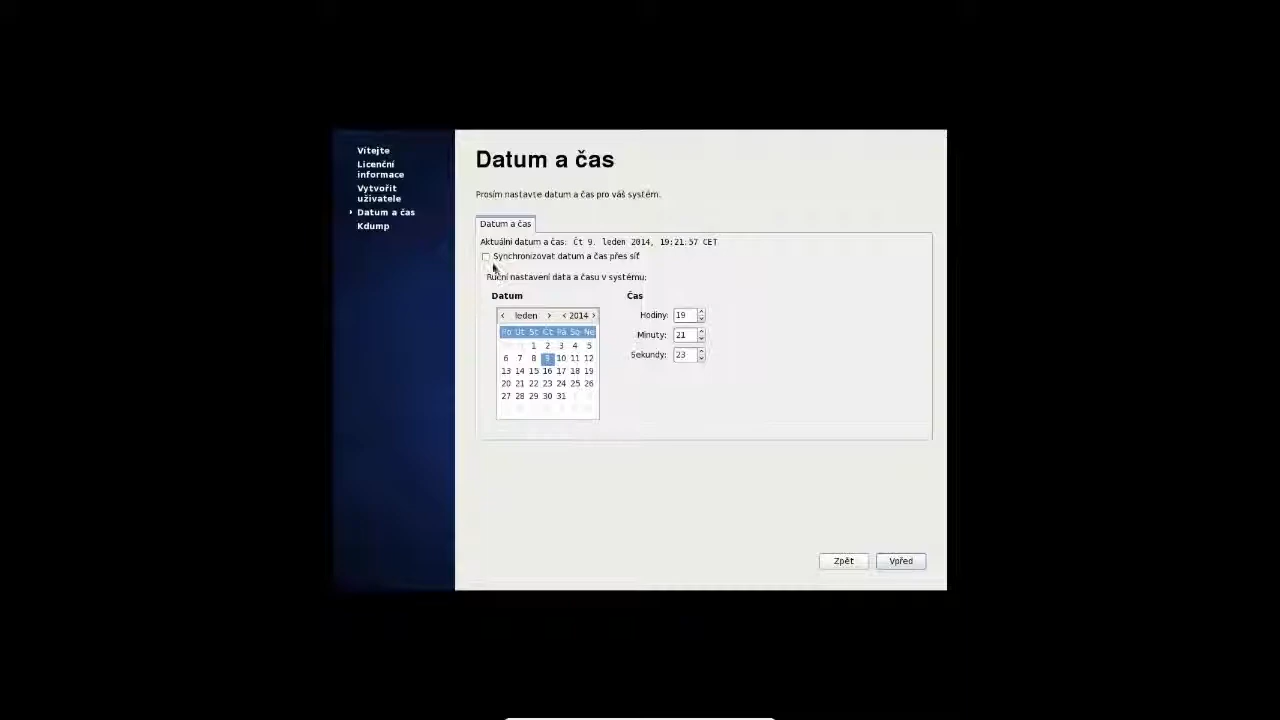 Vítejte
Licenční
informace
Vytvořit
uživatele
Datum a čas
Kdump
Datum a čas
Prosím nastavte datum a čas pro váš systém.
Datum a čas
Aktuální datum a čas: Čt 9. leden 2014, 19:21:57 CET
Synchronizovat datum a čas přes síť
Ruční nastavení data a času v systému:
Datum Čas
< leden > < 2014 >
Po Út St Čt Pá So Ne
1 2 3 4 5
6 7 8 9 10 11 12
13 14 15 16 17 18 19
20 21 22 23 24 25 26
27 28 29 30 31
Hodiny: 19
Minuty: 21
Sekundy: 23
Zpět Vpřed